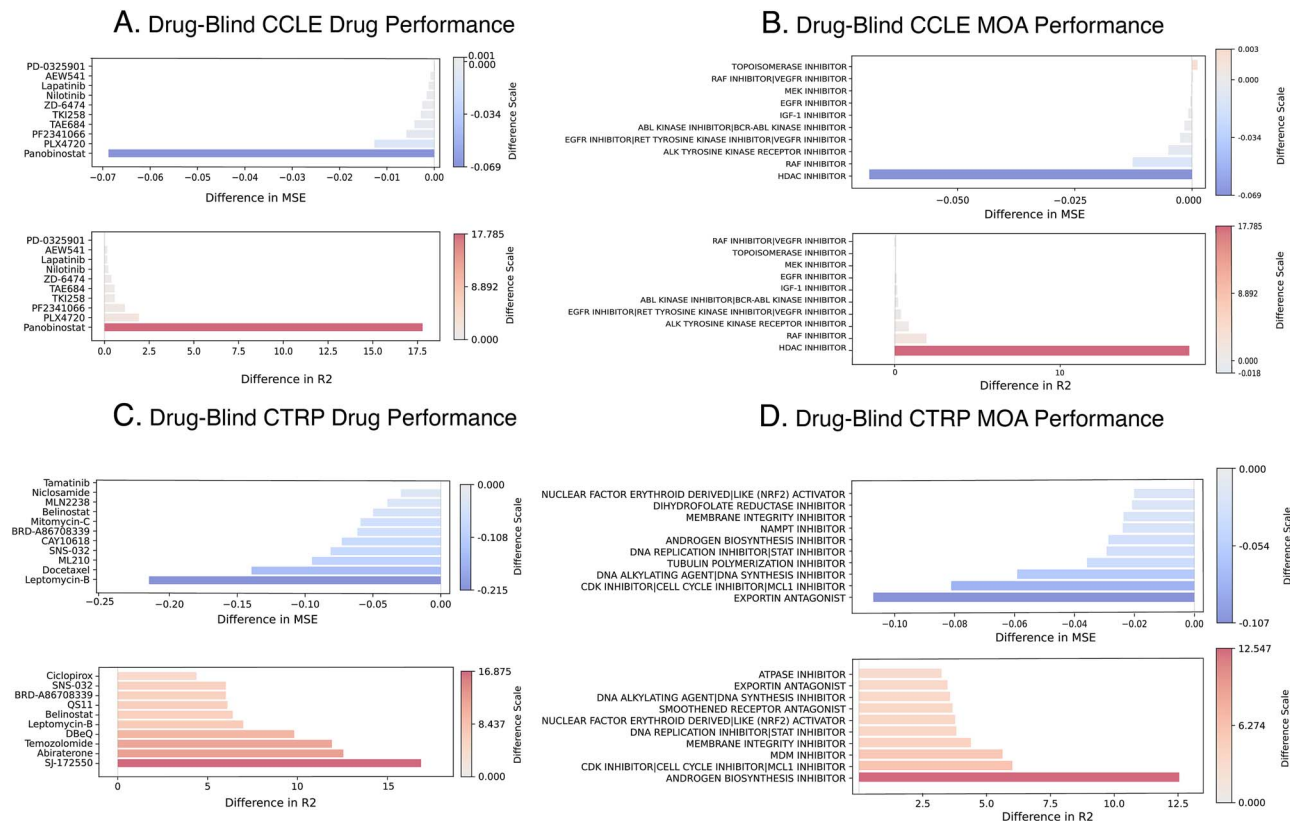 A. Drug-Blind CCLE Drug Performance
PD-0325901
AEW541
Lapatinib
Nilotinib
ZD-6474
TKI258
TAE684
PF2341066
PLX4720
Panobinostat
−0.07 −0.06 −0.05 −0.04 −0.03 −0.02 −0.01 0.00
Difference in MSE
0.001
0.000
-0.034
-0.069
Difference Scale
PD-0325901
AEW541
Lapatinib
Nilotinib
ZD-6474
TAE684
TKI258
PF2341066
PLX4720
Panobinostat
0.0 2.5 5.0 7.5 10.0 12.5 15.0 17.5
Difference in R2
17.785
8.892
0.000
Difference Scale
B. Drug-Blind CCLE MOA Performance
TOPOISOMERASE INHIBITOR
RAF INHIBITOR|VEGFR INHIBITOR
MEK INHIBITOR
EGFR INHIBITOR
IGF-1 INHIBITOR
ABL KINASE INHIBITOR|BCR-ABL KINASE INHIBITOR
EGFR INHIBITOR|RET TYROSINE KINASE INHIBITOR|VEGFR INHIBITOR
ALK TYROSINE KINASE RECEPTOR INHIBITOR
RAF INHIBITOR
HDAC INHIBITOR
−0.050 −0.025 0.000
Difference in MSE
0.003
0.000
-0.034
-0.069
Difference Scale
RAF INHIBITOR|VEGFR INHIBITOR
TOPOISOMERASE INHIBITOR
MEK INHIBITOR
EGFR INHIBITOR
IGF-1 INHIBITOR
ABL KINASE INHIBITOR|BCR-ABL KINASE INHIBITOR
EGFR INHIBITOR|RET TYROSINE KINASE INHIBITOR|VEGFR INHIBITOR
ALK TYROSINE KINASE RECEPTOR INHIBITOR
RAF INHIBITOR
HDAC INHIBITOR
0 10
Difference in R2
17.785
8.892
0.000
-0.018
Difference Scale
C. Drug-Blind CTRP Drug Performance
Tamatinib
Niclosamide
MLN2238
Belinostat
Mitomycin-C
BRD-A86708339
CAY10618
SNS-032
ML210
Docetaxel
Leptomycin-B
−0.25 −0.20 −0.15 −0.10 −0.05 0.00
Difference in MSE
0.000
-0.108
-0.215
Difference Scale
Ciclopirox
SNS-032
BRD-A86708339
QS11
Belinostat
Leptomycin-B
DBeQ
Temozolomide
Abiraterone
SJ-172550
0 5 10 15
Difference in R2
16.875
8.437
0.000
Difference Scale
D. Drug-Blind CTRP MOA Performance
NUCLEAR FACTOR ERYTHROID DERIVED|LIKE (NRF2) ACTIVATOR
DIHYDROFOLATE REDUCTASE INHIBITOR
MEMBRANE INTEGRITY INHIBITOR
NAMPT INHIBITOR
ANDROGEN BIOSYNTHESIS INHIBITOR
DNA REPLICATION INHIBITOR|STAT INHIBITOR
TUBULIN POLYMERIZATION INHIBITOR
DNA ALKYLATING AGENT|DNA SYNTHESIS INHIBITOR
CDK INHIBITOR|CELL CYCLE INHIBITOR|MCL1 INHIBITOR
EXPORTIN ANTAGONIST
−0.10 −0.08 −0.06 −0.04 −0.02 0.00
Difference in MSE
0.000
-0.054
-0.107
Difference Scale
ATPASE INHIBITOR
EXPORTIN ANTAGONIST
DNA ALKYLATING AGENT|DNA SYNTHESIS INHIBITOR
SMOOTHENED RECEPTOR ANTAGONIST
NUCLEAR FACTOR ERYTHROID DERIVED|LIKE (NRF2) ACTIVATOR
DNA REPLICATION INHIBITOR|STAT INHIBITOR
MEMBRANE INTEGRITY INHIBITOR
MDM INHIBITOR
CDK INHIBITOR|CELL CYCLE INHIBITOR|MCL1 INHIBITOR
ANDROGEN BIOSYNTHESIS INHIBITOR
2.5 5.0 7.5 10.0 12.5
Difference in R2
12.547
6.274
0.000
Difference Scale